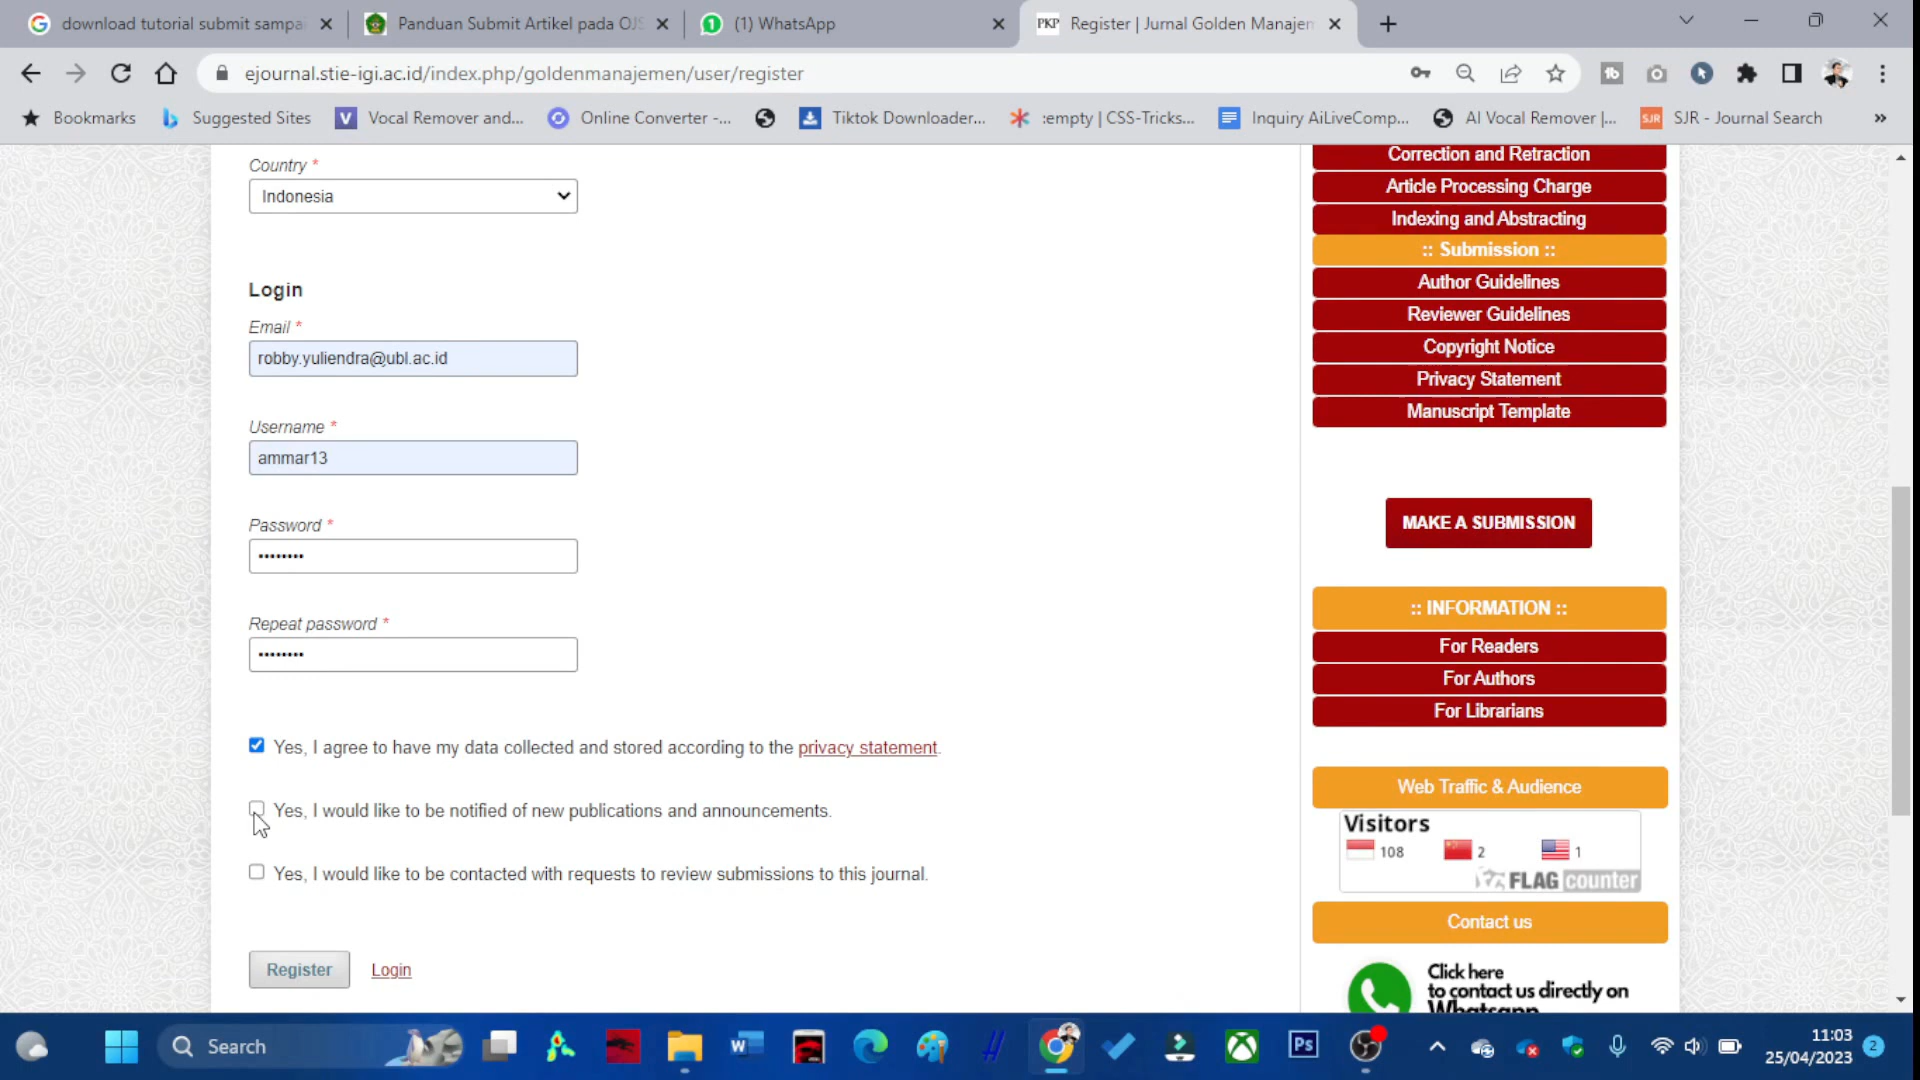 download tutorial submit sampa
Panduan Submit Artikel pada OJS
(1) WhatsApp
PKP Register | Jurnal Golden Manajem
ejournal.stie-igi.ac.id/index.php/goldenmanajemen/user/register
Bookmarks
Suggested Sites
V Vocal Remover and...
Online Converter -...
Tiktok Downloader...
:empty | CSS-Tricks...
Inquiry AiLiveComp...
AI Vocal Remover |...
SJR SJR - Journal Search
»
Country *
Indonesia
Login
Email *
robby.yuliendra@ubl.ac.id
Username *
ammar13
Password *
••••••••
Repeat password *
••••••••
Yes, I agree to have my data collected and stored according to the privacy statement.
Yes, I would like to be notified of new publications and announcements.
Yes, I would like to be contacted with requests to review submissions to this journal.
Register Login
Correction and Retraction
Article Processing Charge
Indexing and Abstracting
:: Submission ::
Author Guidelines
Reviewer Guidelines
Copyright Notice
Privacy Statement
Manuscript Template
MAKE A SUBMISSION
:: INFORMATION ::
For Readers
For Authors
For Librarians
Web Traffic & Audience
Visitors
108 2 1
FLAG counter
Contact us
Click here
to contact us directly on
Whatsapp
Search
W
Ps
11:03
25/04/2023
2